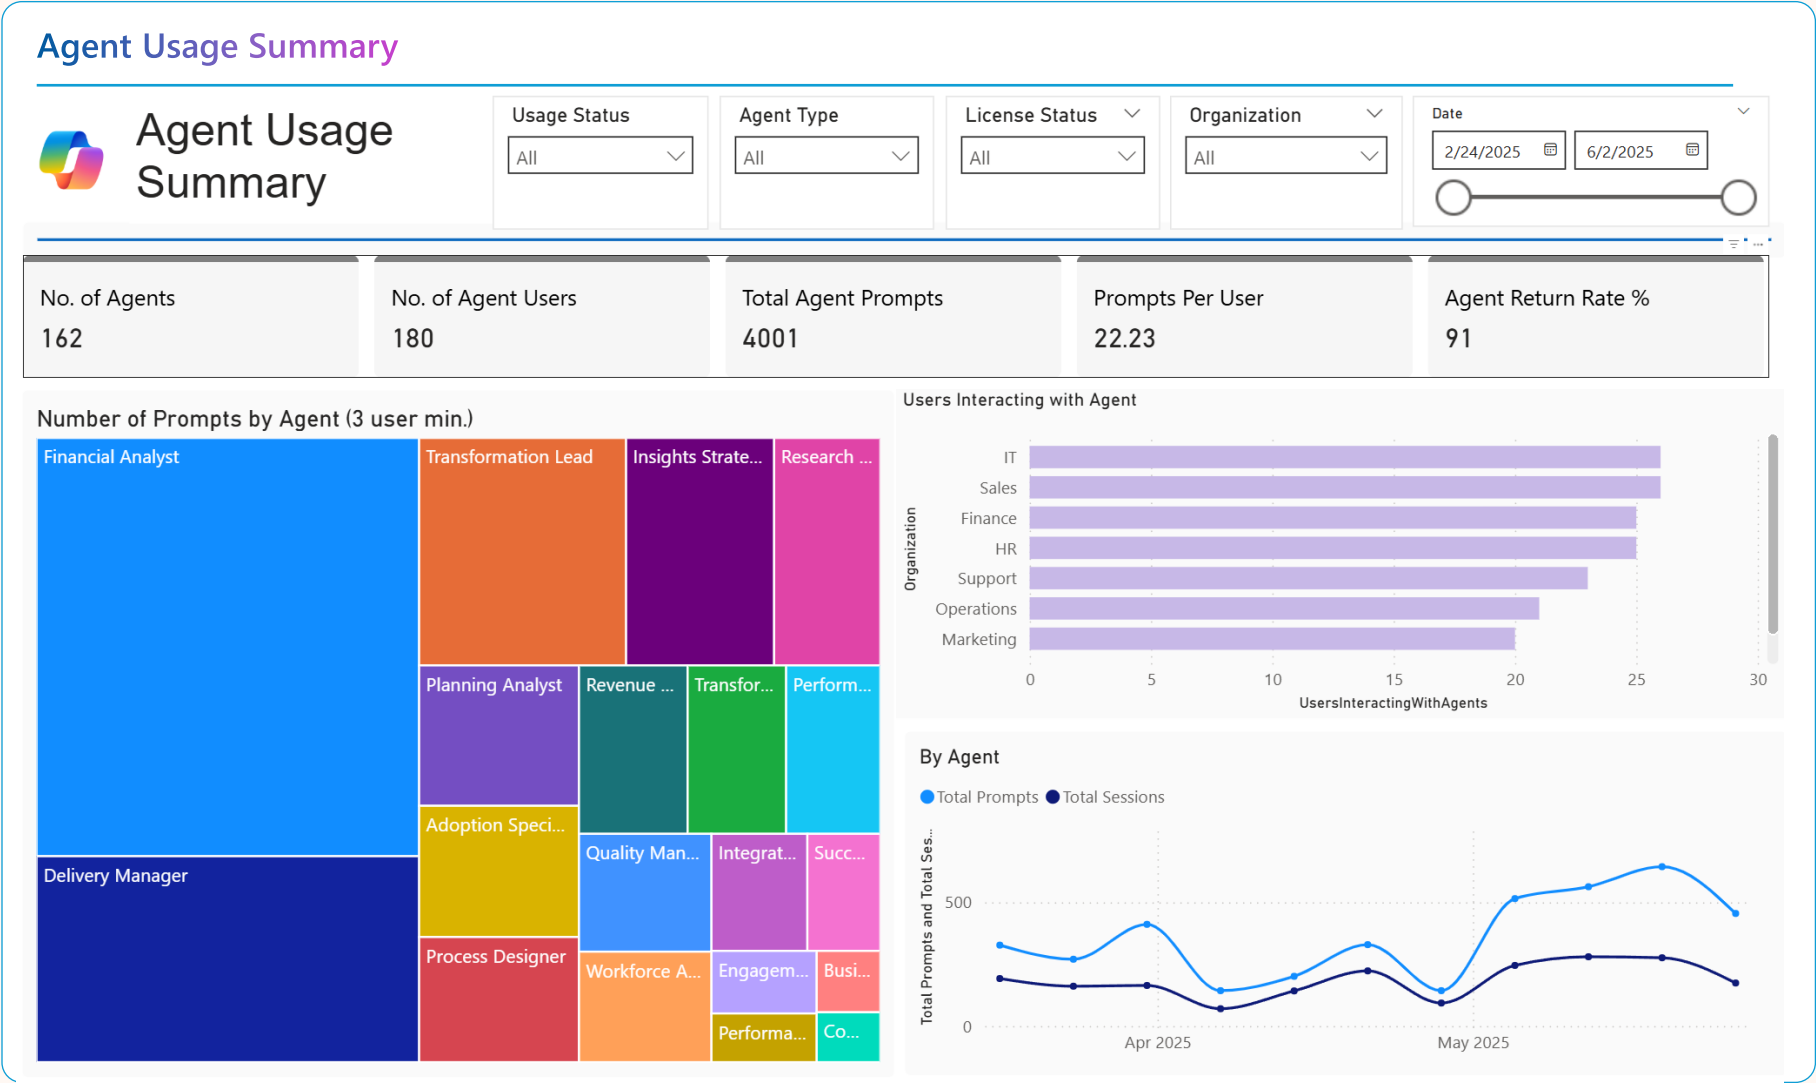 Agent Usage Summary
Agent Usage
Summary
Usage Status
All
Agent Type
All
License Status
All
Organization
All
Date
2/24/2025
6/2/2025
No. of Agents
162
No. of Agent Users
180
Total Agent Prompts
4001
Prompts Per User
22.23
Agent Return Rate %
91
Number of Prompts by Agent (3 user min.)
Financial Analyst
Transformation Lead
Insights Strate...
Research ...
Planning Analyst
Revenue ...
Transfor...
Perform...
Adoption Speci...
Quality Man...
Integrat...
Succ...
Delivery Manager
Process Designer
Workforce A...
Engagem...
Busi...
Performa...
Co...
Users Interacting with Agent
Organization
IT
Sales
Finance
HR
Support
Operations
Marketing
0 5 10 15 20 25 30
UsersInteractingWithAgents
By Agent
Total Prompts Total Sessions
Total Prompts and Total Ses...
500
0
Apr 2025 May 2025